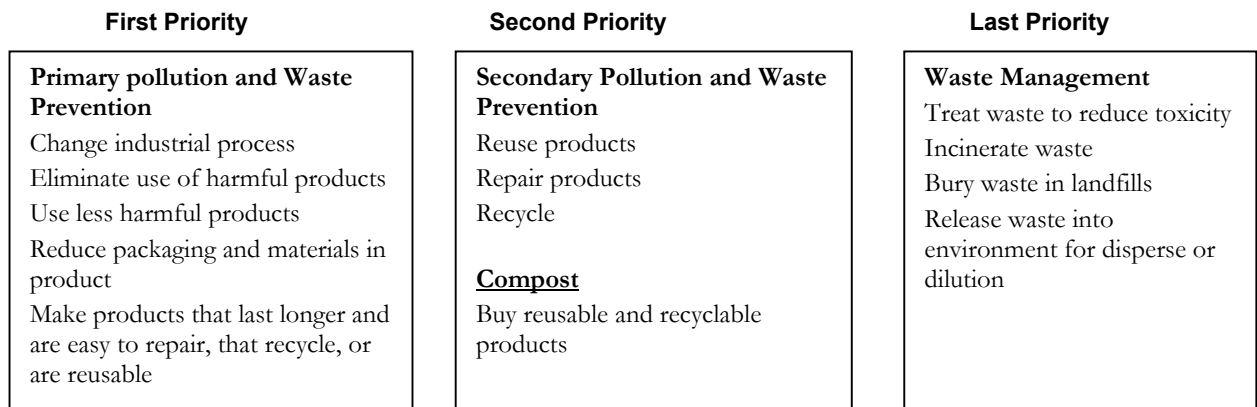 First Priority
Primary pollution and Waste
Prevention
Change industrial process
Eliminate use of harmful products
Use less harmful products
Reduce packaging and materials in
product
Make products that last longer and
are easy to repair, that recycle, or
are reusable
Second Priority
Secondary Pollution and Waste
Prevention
Reuse products
Repair products
Recycle
Compost
Buy reusable and recyclable
products
Last Priority
Waste Management
Treat waste to reduce toxicity
Incinerate waste
Bury waste in landfills
Release waste into
environment for disperse or
dilution